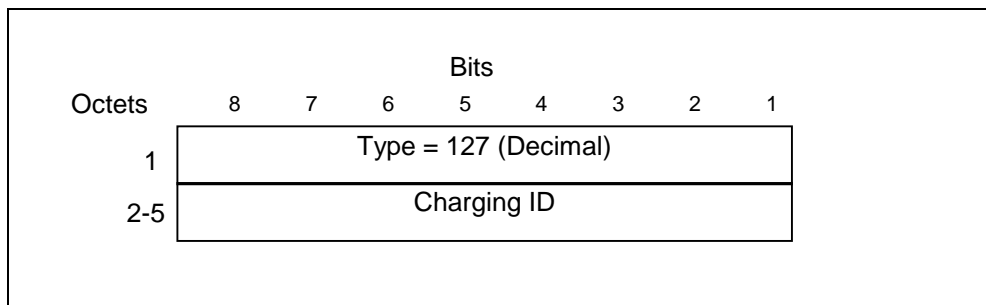 Bits
Octets 8 7 6 5 4 3 2 1
1 Type = 127 (Decimal)
2-5 Charging ID